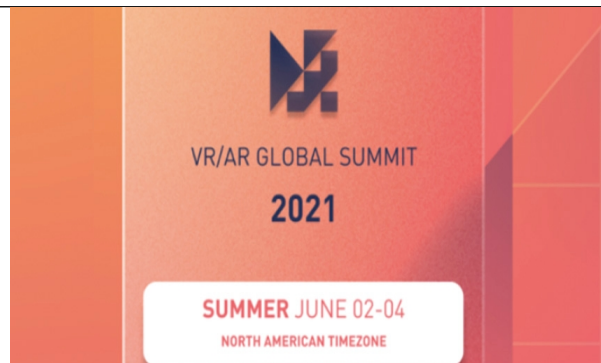 VR/AR GLOBAL SUMMIT
2021
SUMMER JUNE 02-04
NORTH AMERICAN TIMEZONE